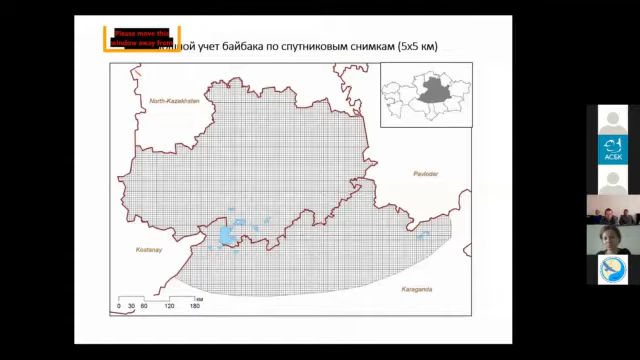 Please move this
window away from
ной учет байбака по спутниковым снимкам (5х5 км)
North-Kazakhstan
Pavlodar
Kostanay
Karaganda
км
0 30 60 120 180
АСБК